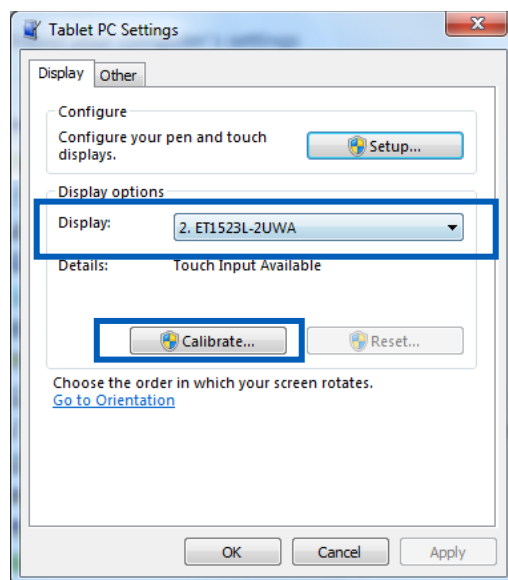 Tablet PC Settings
Display Other
Configure
Configure your pen and touch
displays.
Setup...
Display options
Display: 2. ET1523L-2UWA
Details: Touch Input Available
Calibrate... Reset...
Choose the order in which your screen rotates.
Go to Orientation
OK Cancel Apply